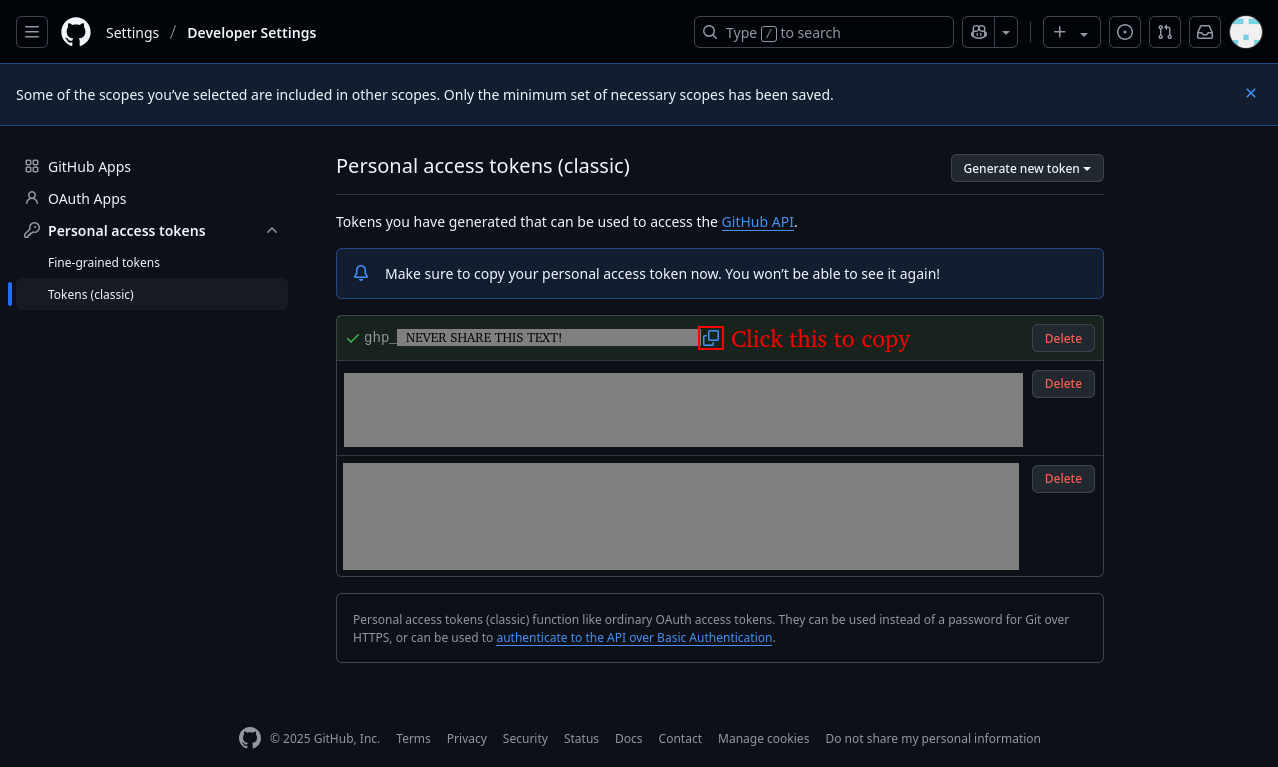 Settings / Developer Settings
Type / to search
Some of the scopes you’ve selected are included in other scopes. Only the minimum set of necessary scopes has been saved.
GitHub Apps
OAuth Apps
Personal access tokens
Fine-grained tokens
Tokens (classic)
Personal access tokens (classic)
Generate new token
Tokens you have generated that can be used to access the GitHub API.
Make sure to copy your personal access token now. You won’t be able to see it again!
ghp_ NEVER SHARE THIS TEXT! Click this to copy Delete
Delete
Delete
Personal access tokens (classic) function like ordinary OAuth access tokens. They can be used instead of a password for Git over
HTTPS, or can be used to authenticate to the API over Basic Authentication.
© 2025 GitHub, Inc. Terms Privacy Security Status Docs Contact Manage cookies Do not share my personal information